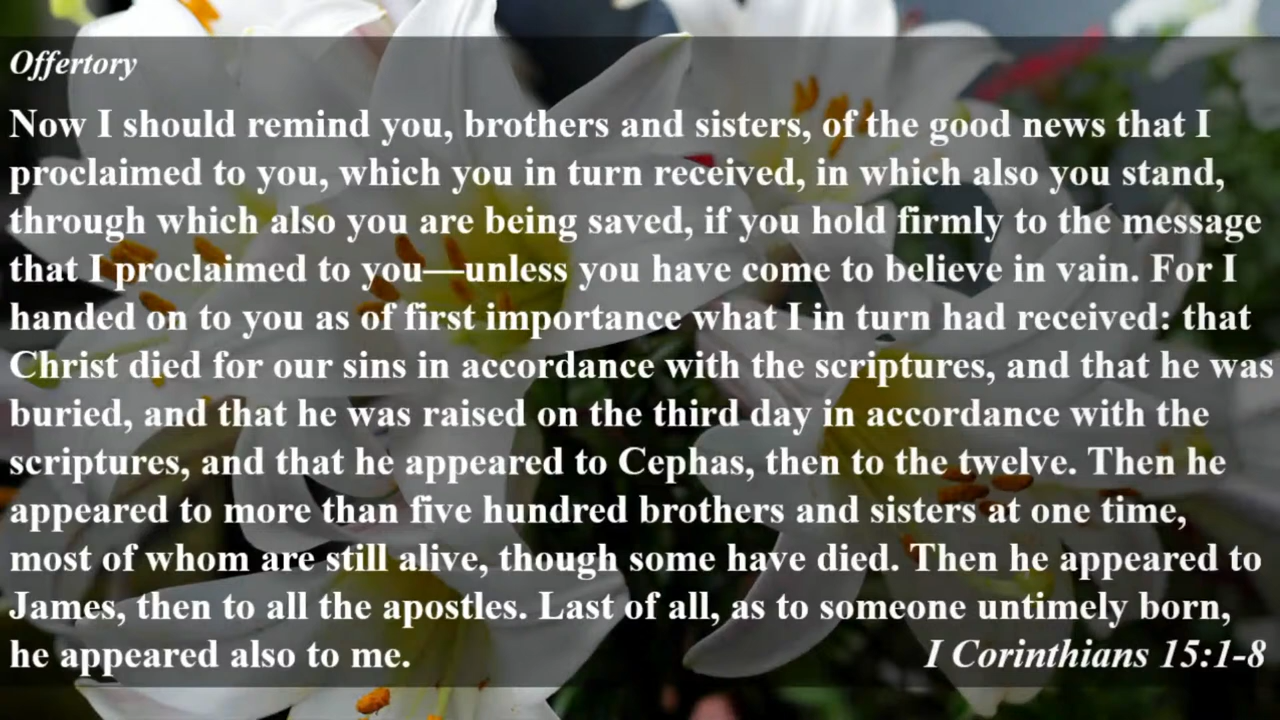 Offertory
Now I should remind you, brothers and sisters, of the good news that I
proclaimed to you, which you in turn received, in which also you stand,
through which also you are being saved, if you hold firmly to the message
that I proclaimed to you—unless you have come to believe in vain. For I
handed on to you as of first importance what I in turn had received: that
Christ died for our sins in accordance with the scriptures, and that he was
buried, and that he was raised on the third day in accordance with the
scriptures, and that he appeared to Cephas, then to the twelve. Then he
appeared to more than five hundred brothers and sisters at one time,
most of whom are still alive, though some have died. Then he appeared to
James, then to all the apostles. Last of all, as to someone untimely born,
he appeared also to me. I Corinthians 15:1-8